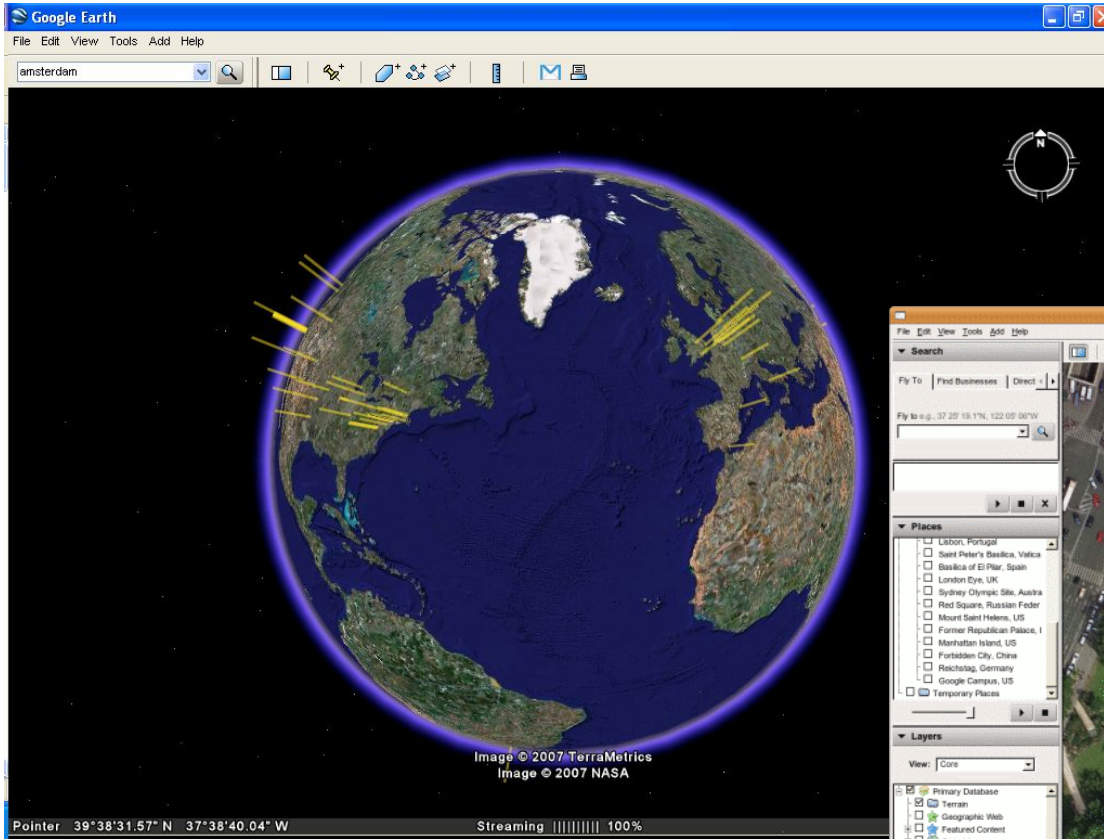 Google Earth
File Edit View Tools Add Help
amsterdam
N
File Edit View Tools Add Help
Search
Fly To Find Businesses Direct
Fly to e.g., 37 25' 19.1"N, 122 05' 06"W
Places
Lisbon, Portugal
Saint Peter's Basilica, Vatica
Basilica of El Pilar, Spain
London Eye, UK
Sydney Olympic Site, Austra
Red Square, Russian Feder
Mount Saint Helens, US
Former Republican Palace, I
Manhattan Island, US
Forbidden City, China
Reichstag, Germany
Google Campus, US
Temporary Places
Layers
View: Core
Primary Database
Terrain
Geographic Web
Featured Content
Image © 2007 TerraMetrics
Image © 2007 NASA
Pointer 39°38'31.57" N 37°38'40.04" W Streaming |||||||||| 100%